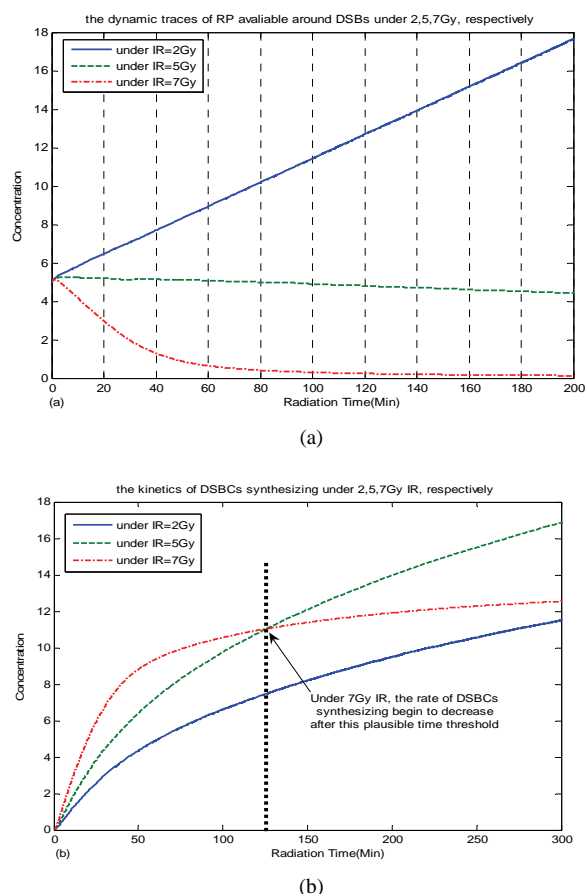 the dynamic traces of RP avaliable around DSBs under 2,5,7Gy, respectively
18
16
14
12
10
8
6
4
2
0
Concentration
under IR=2Gy
under IR=5Gy
under IR=7Gy
0 20 40 60 80 100 120 140 160 180 200
(a) Radiation Time(Min)
(a)
the kinetics of DSBCs synthesizing under 2,5,7Gy IR, respectively
18
16
14
12
10
8
6
4
2
0
Concentration
under IR=2Gy
under IR=5Gy
under IR=7Gy
Under 7Gy IR, the rate of DSBCs
synthesizing begin to decrease
after this plausible time threshold
0 50 100 150 200 250 300
(b) Radiation Time(Min)
(b)